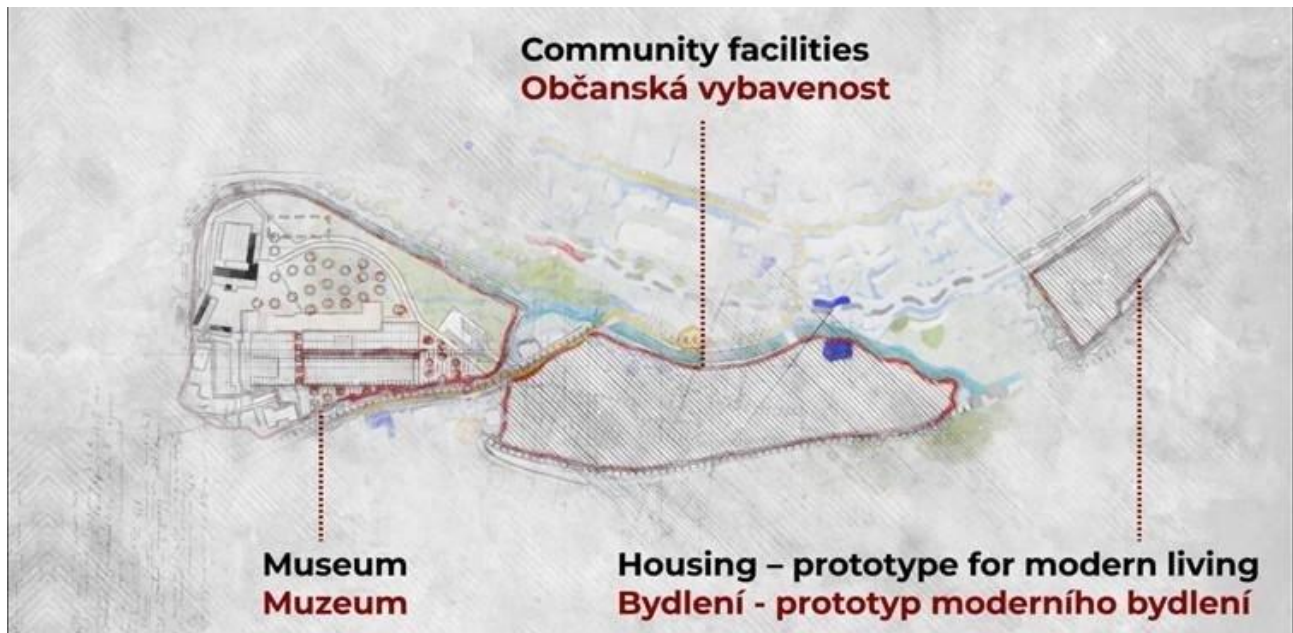 Community facilities
Občanská vybavenost
Museum
Muzeum
Housing – prototype for modern living
Bydlení - prototyp moderního bydlení